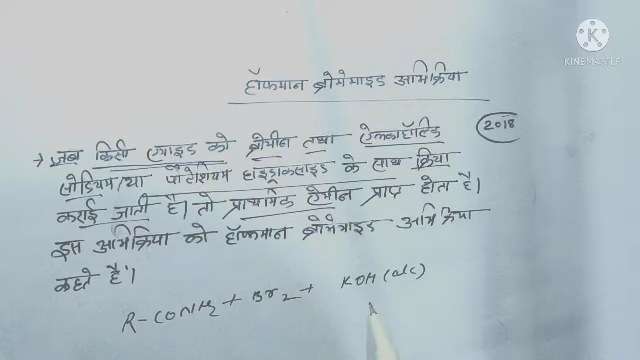 K
KINEMASTER
हॉफमान ब्रोमेमाइड अभिक्रिया
→ जब किसी एमाइड को ब्रोमीन तथा ऐल्कोहॉलिक
2018
सोडियम/या पोटेशियम हाइड्राक्साइड के साथ क्रिया
कराई जाती है। तो प्राथमिक ऐमीन प्राप्त होता है।
इस अभिक्रिया को हॉफमान ब्रोमेमाइड अभिक्रिया
कहते हैं।
R-CONH2 + Br2 + KOH(alc)